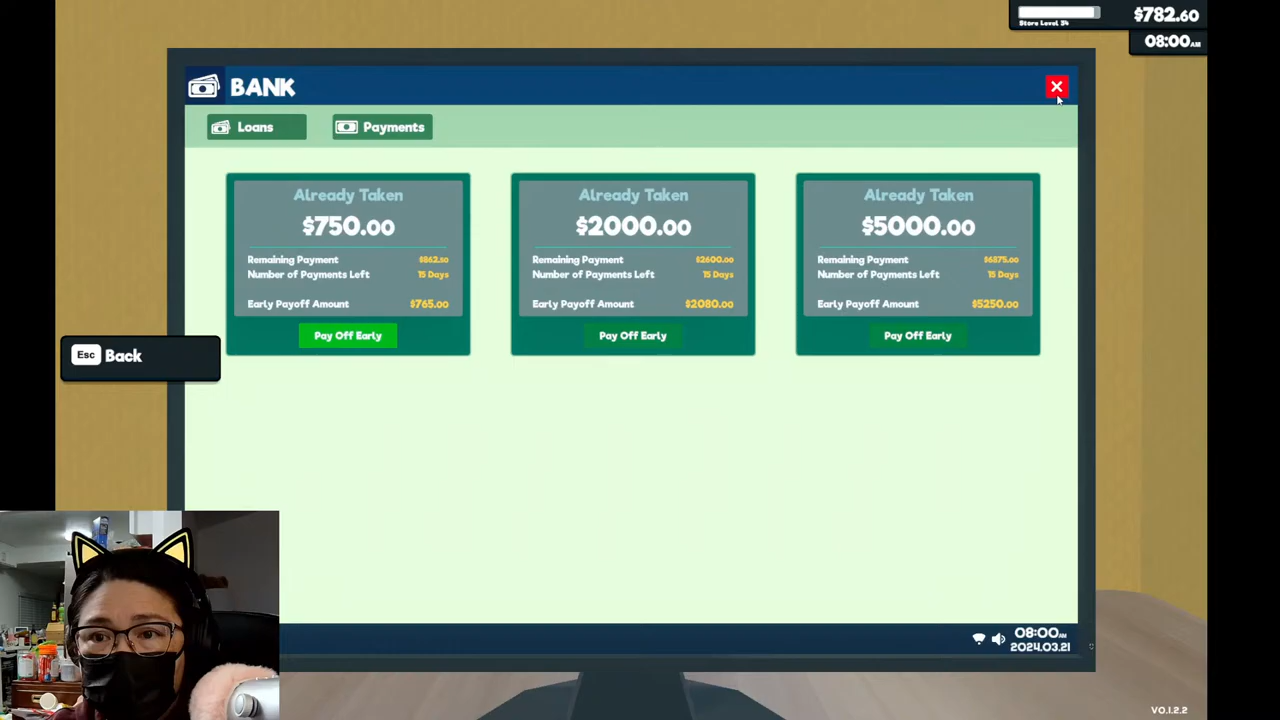 $782.60
Store Level 34
08:00AM
BANK
Loans
Payments
Already Taken
$750.00
Remaining Payment $862.50
Number of Payments Left 15 Days
Early Payoff Amount $765.00
Pay Off Early
Already Taken
$2000.00
Remaining Payment $2600.00
Number of Payments Left 15 Days
Early Payoff Amount $2080.00
Pay Off Early
Already Taken
$5000.00
Remaining Payment $6875.00
Number of Payments Left 15 Days
Early Payoff Amount $5250.00
Pay Off Early
Esc Back
08:00AM
2024.03.21
V0.1.2.2